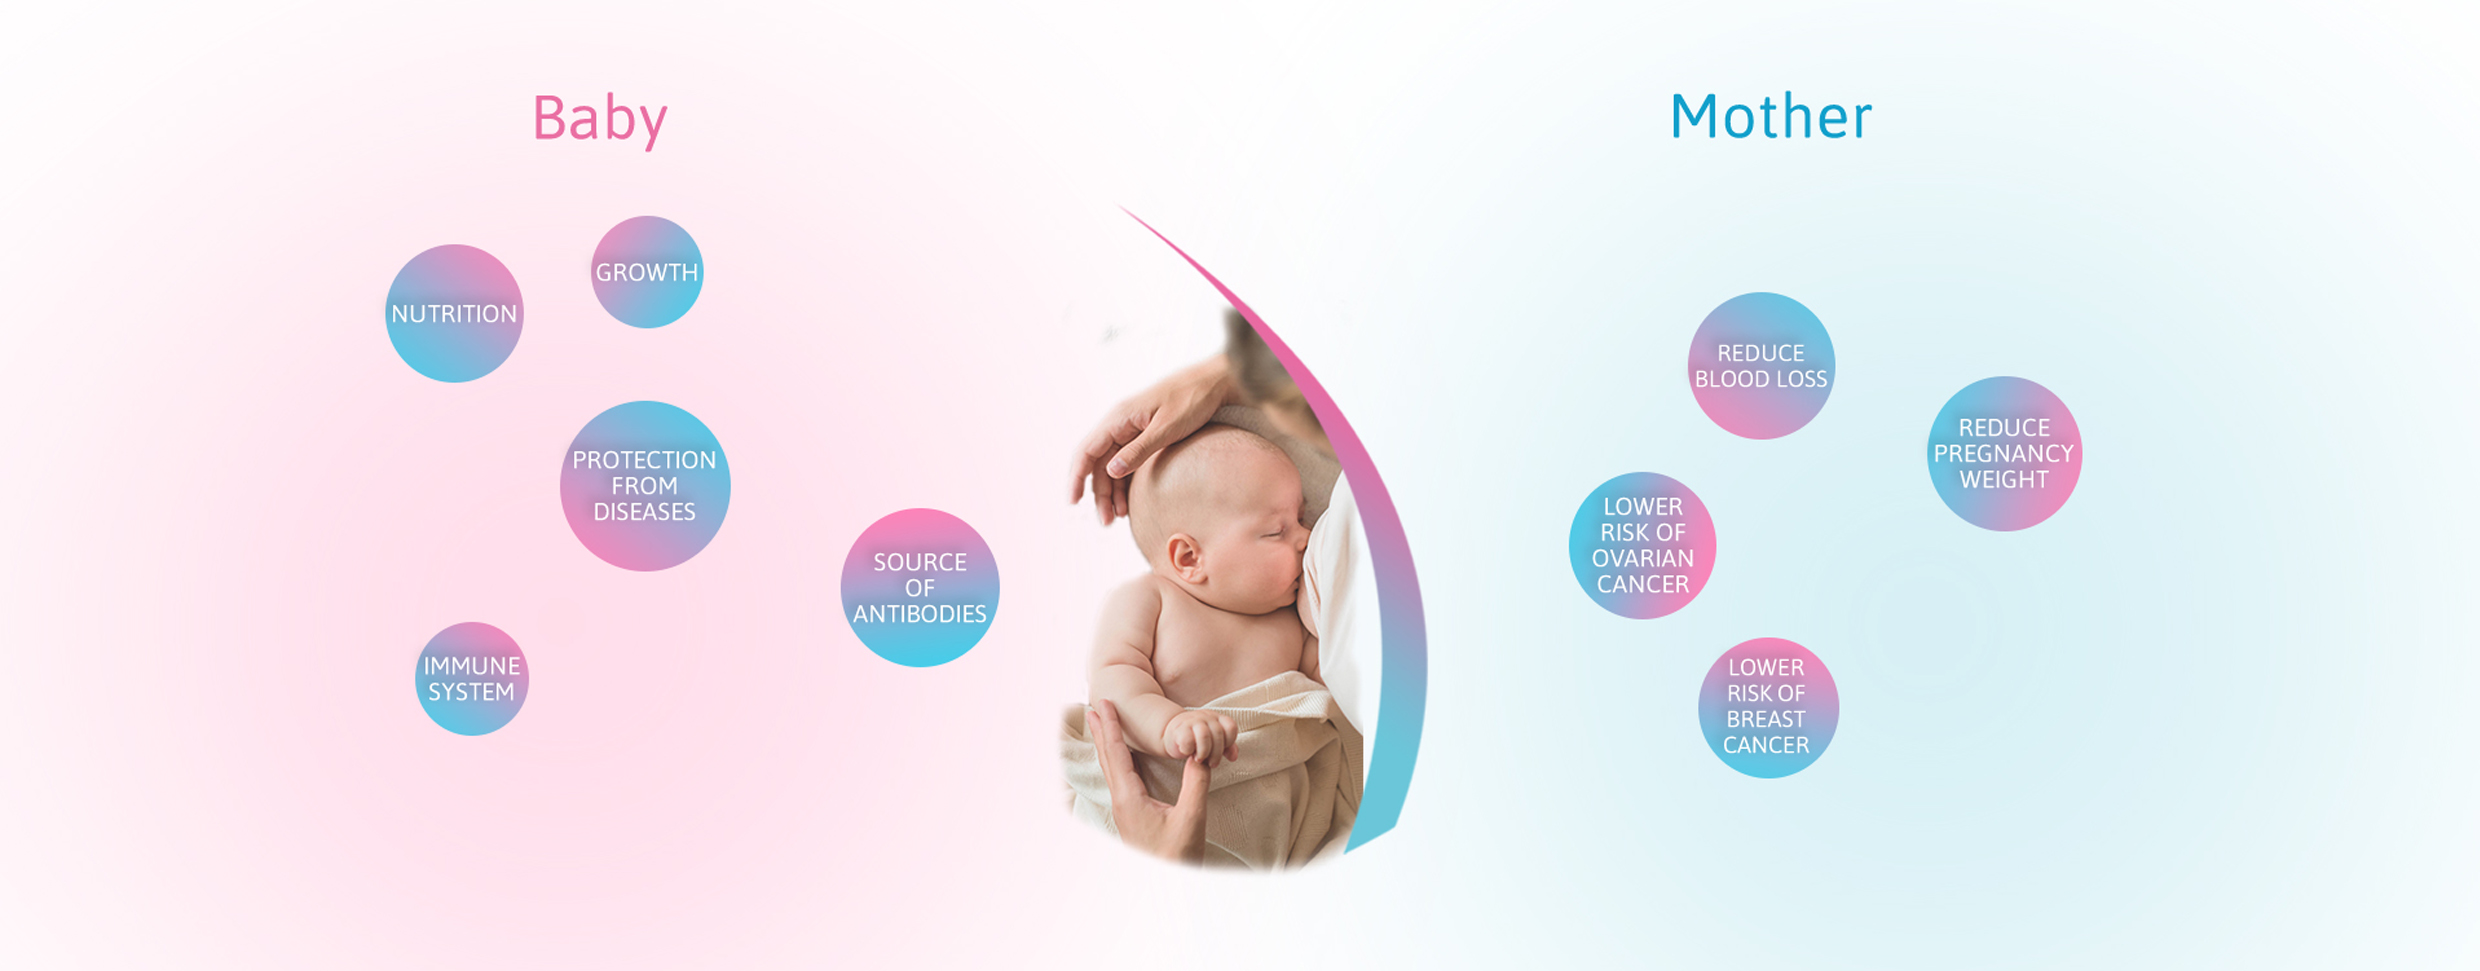 Baby
GROWTH
NUTRITION
PROTECTION
FROM
DISEASES
SOURCE
OF
ANTIBODIES
IMMUNE
SYSTEM
Mother
REDUCE
BLOOD LOSS
REDUCE
PREGNANCY
WEIGHT
LOWER
RISK OF
OVARIAN
CANCER
LOWER
RISK OF
BREAST
CANCER